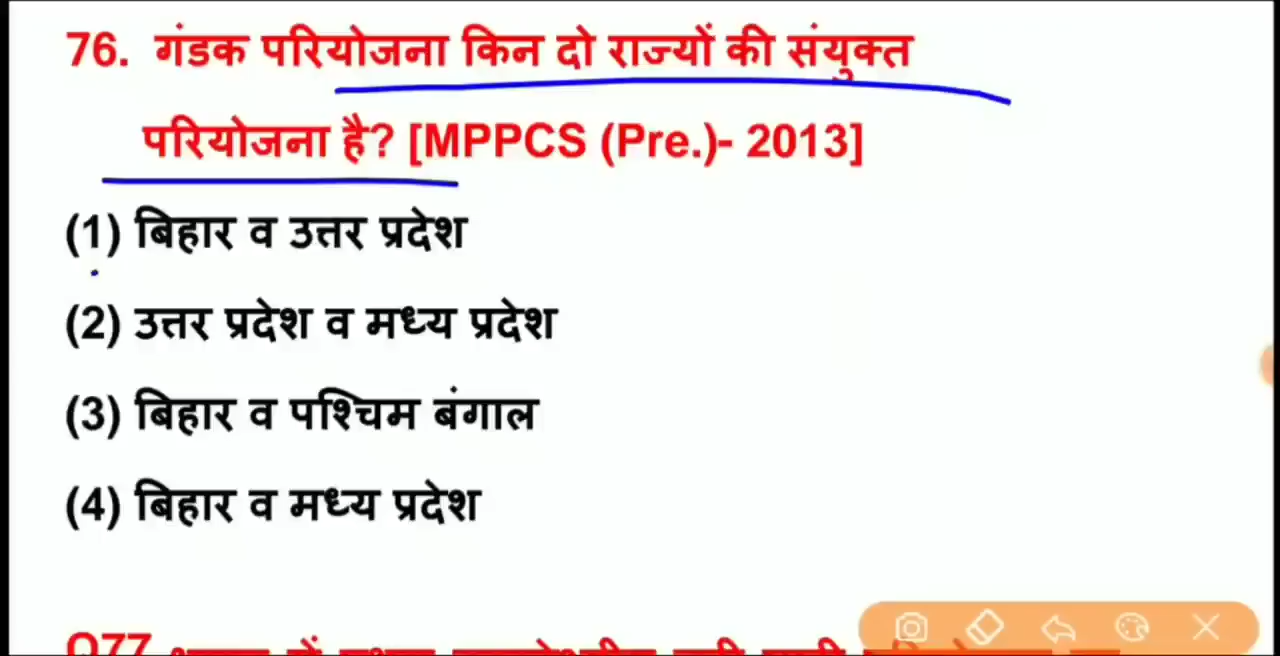 76. गंडक परियोजना किन दो राज्यों की संयुक्त
परियोजना है? [MPPCS (Pre.)- 2013]
(1) बिहार व उत्तर प्रदेश
(2) उत्तर प्रदेश व मध्य प्रदेश
(3) बिहार व पश्चिम बंगाल
(4) बिहार व मध्य प्रदेश
Q77